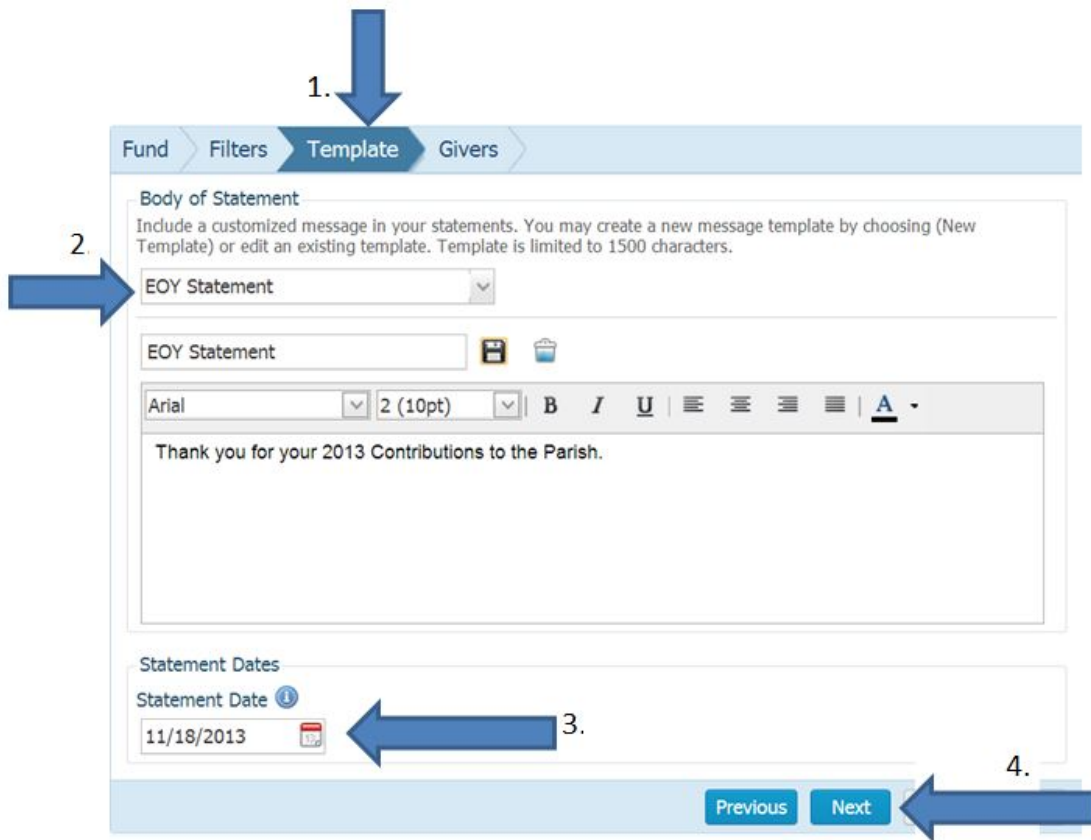 1.
Fund Filters Template Givers
Body of Statement
Include a customized message in your statements. You may create a new message template by choosing (New
Template) or edit an existing template. Template is limited to 1500 characters.
2.
EOY Statement
EOY Statement
Arial 2 (10pt) B I U A
Thank you for your 2013 Contributions to the Parish.
Statement Dates
Statement Date
11/18/2013
3.
4.
Previous Next